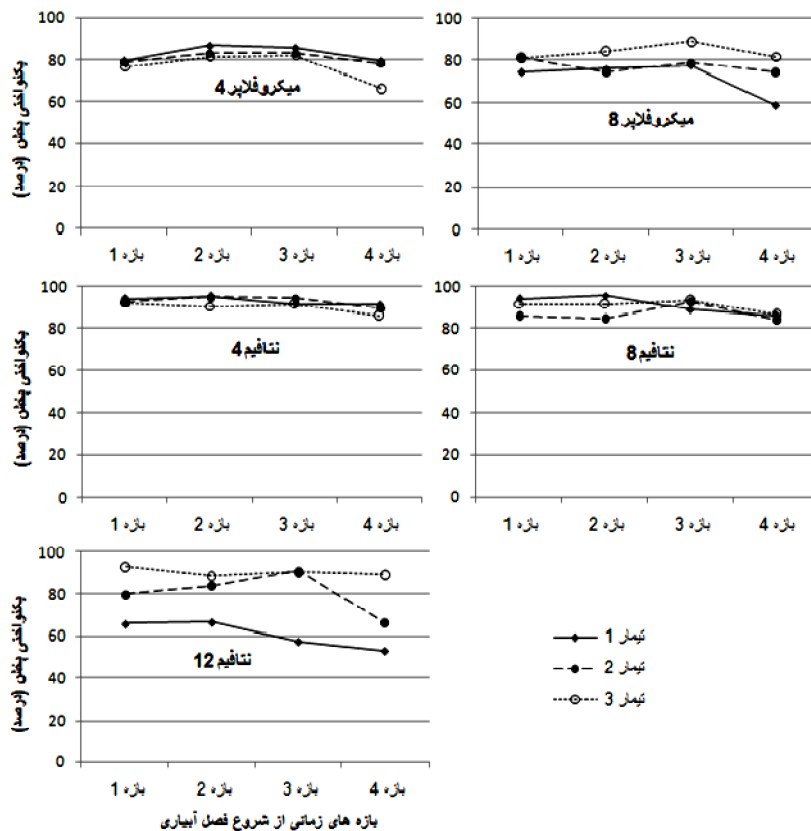 یکنواختی پخش (درصد)
100
80
60
40
20
0
میکروفلاپر 4
بازه 1
بازه 2
بازه 3
بازه 4
100
80
60
40
20
0
میکروفلاپر 8
بازه 1
بازه 2
بازه 3
بازه 4
یکنواختی پخش (درصد)
100
80
60
40
20
0
نتافیم 4
بازه 1
بازه 2
بازه 3
بازه 4
100
80
60
40
20
0
نتافیم 8
بازه 1
بازه 2
بازه 3
بازه 4
یکنواختی پخش (درصد)
100
80
60
40
20
0
نتافیم 12
بازه 1
بازه 2
بازه 3
بازه 4
بازه های زمانی از شروع فصل آبیاری
تیمار 1
تیمار 2
تیمار 3